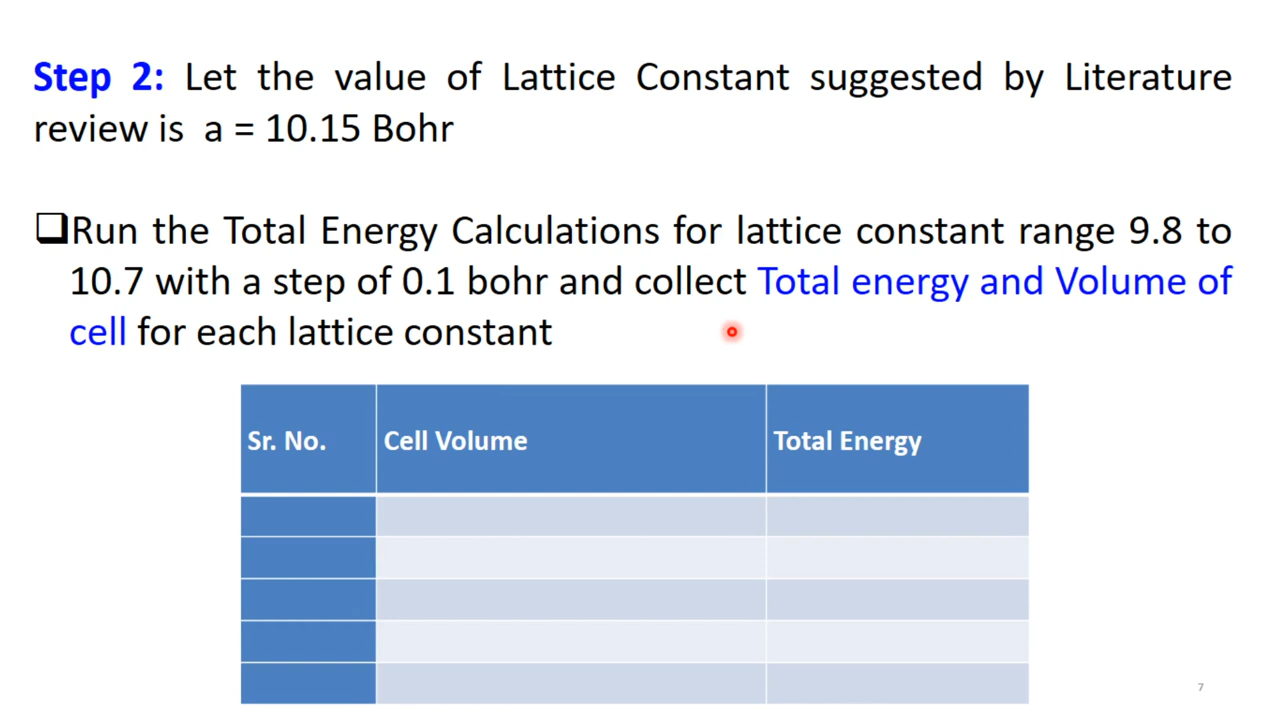 Step 2: Let the value of Lattice Constant suggested by Literature
review is a = 10.15 Bohr
❑Run the Total Energy Calculations for lattice constant range 9.8 to
10.7 with a step of 0.1 bohr and collect Total energy and Volume of
cell for each lattice constant
Sr. No. Cell Volume Total Energy
7